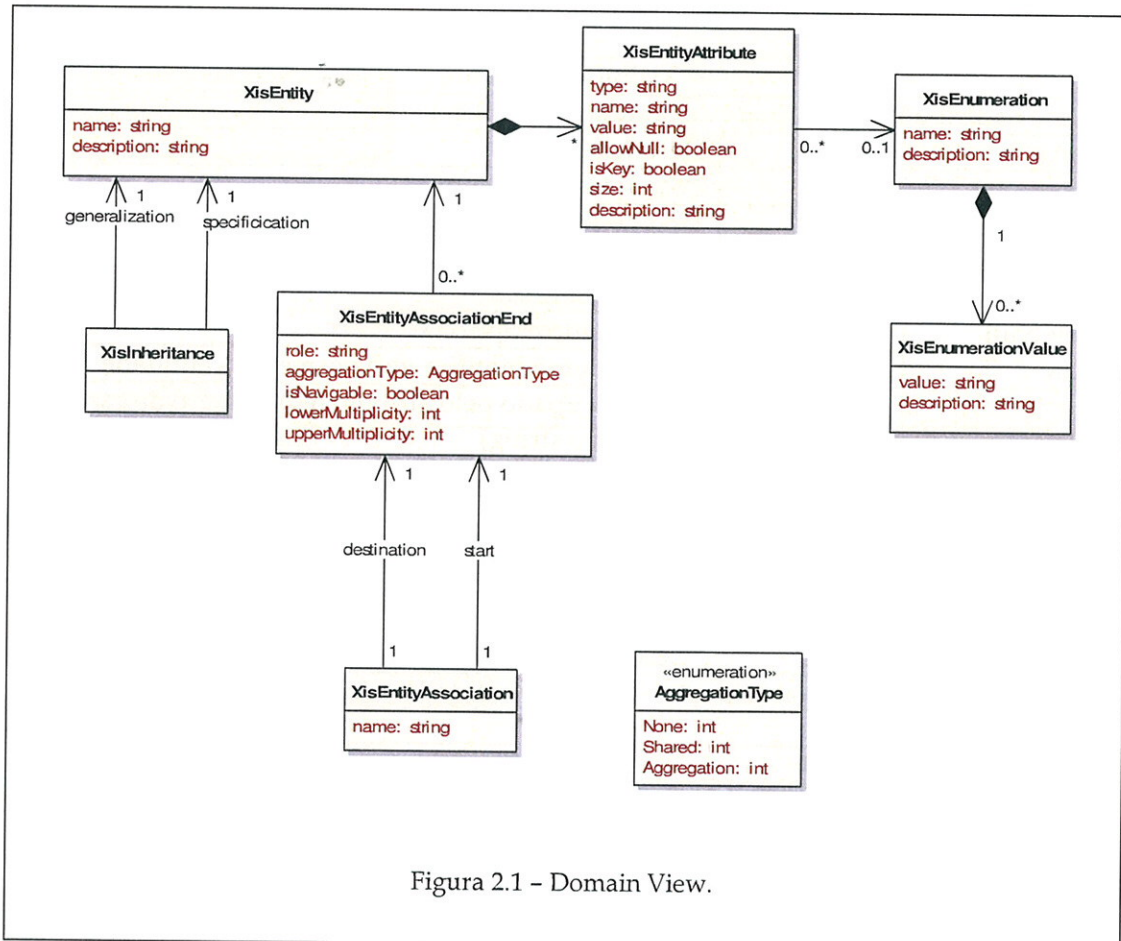 XisEntity
name: string
description: string
XisEntityAttribute
type: string
name: string
value: string
allowNull: boolean
isKey: boolean
size: int
description: string
*
0..*
0..1
XisEnumeration
name: string
description: string
1
0..*
XisEnumerationValue
value: string
description: string
1
generalization
1
specificication
1
0..*
XisInheritance
XisEntityAssociationEnd
role: string
aggregationType: AggregationType
isNavigable: boolean
lowerMultiplicity: int
upperMultiplicity: int
1
1
destination
start
1
1
XisEntityAssociation
name: string
«enumeration»
AggregationType
None: int
Shared: int
Aggregation: int
Figura 2.1 – Domain View.